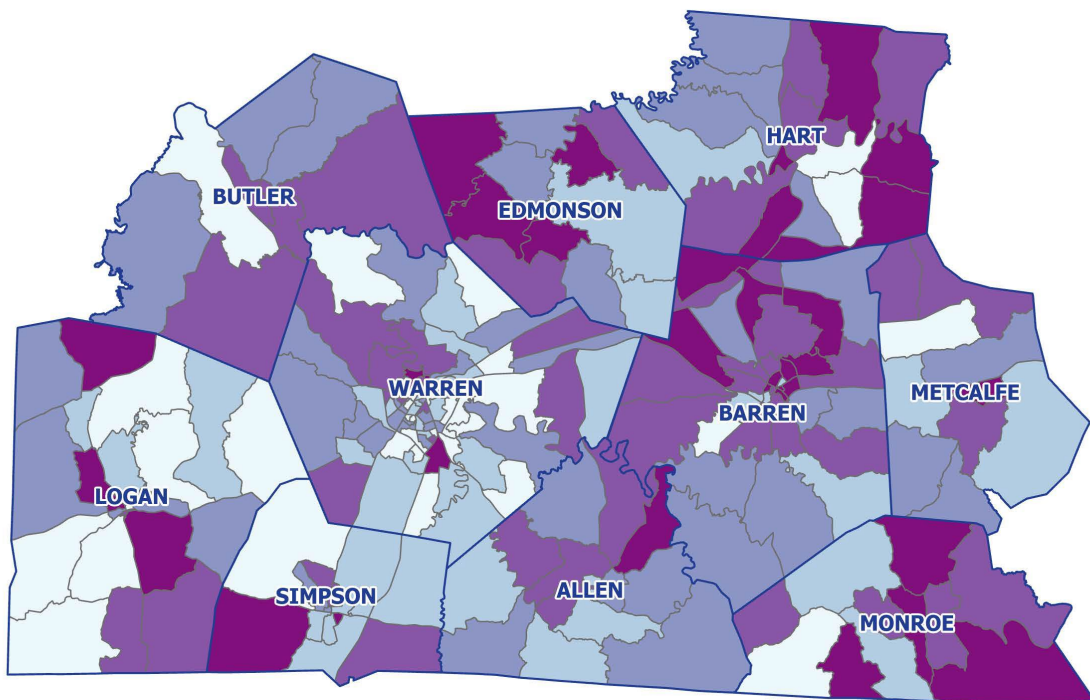 HART
BUTLER
EDMONSON
WARREN
BARREN
METCALFE
LOGAN
SIMPSON
ALLEN
MONROE